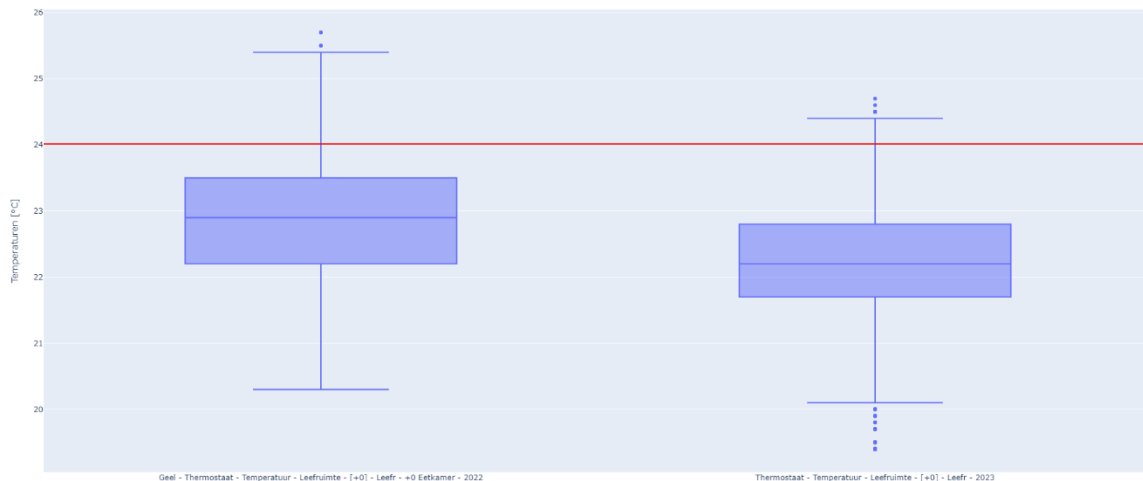 26
25
24
23
22
21
20
Temperaturen [°C]
Geel - Thermostaat - Temperatuur - Leefruimte - [+0] - Leefr - +0 Eetkamer - 2022
Thermostaat - Temperatuur - Leefruimte - [+0] - Leefr - 2023